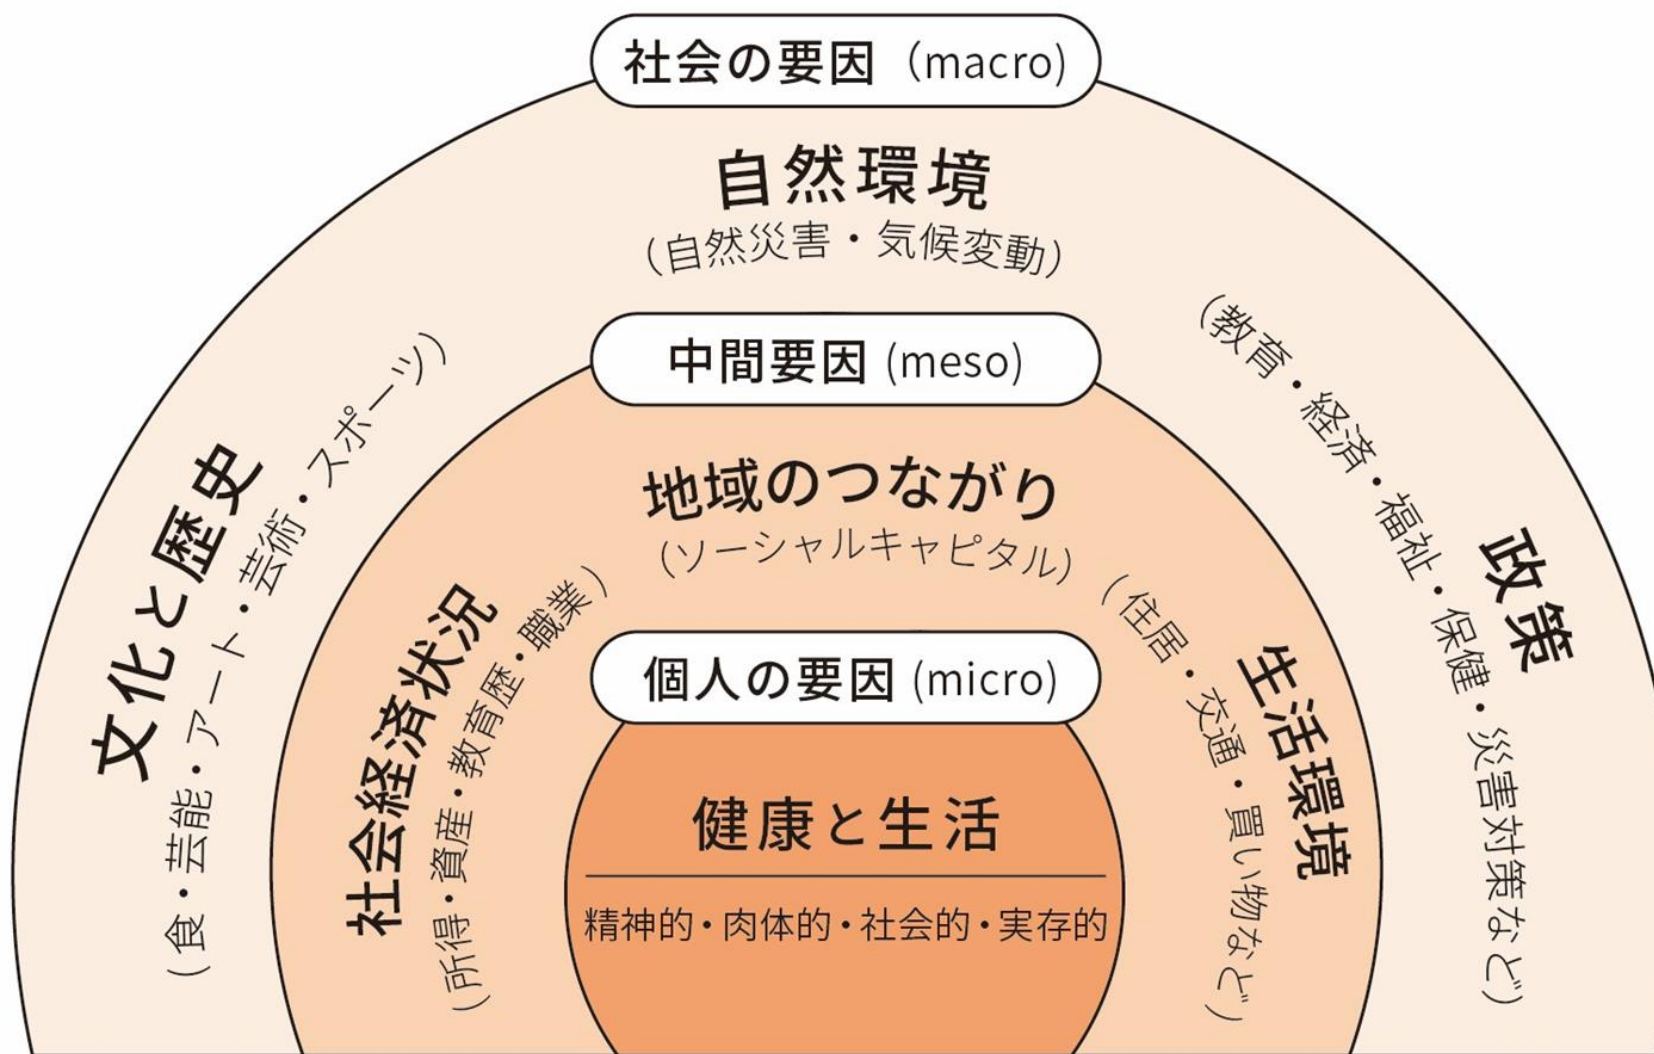 社会の要因（macro)
自然環境
（自然災害・気候変動）
文化と歴史
（食・芸能・アート・芸術・スポーツ）
政策
（教育・経済・福祉・保健・災害対策など）
中間要因 (meso)
地域のつながり
（ソーシャルキャピタル）
社会経済状況
（所得・資産・教育歴・職業）
生活環境
（住居・交通・買い物など）
個人の要因 (micro)
健康と生活
精神的・肉体的・社会的・実存的